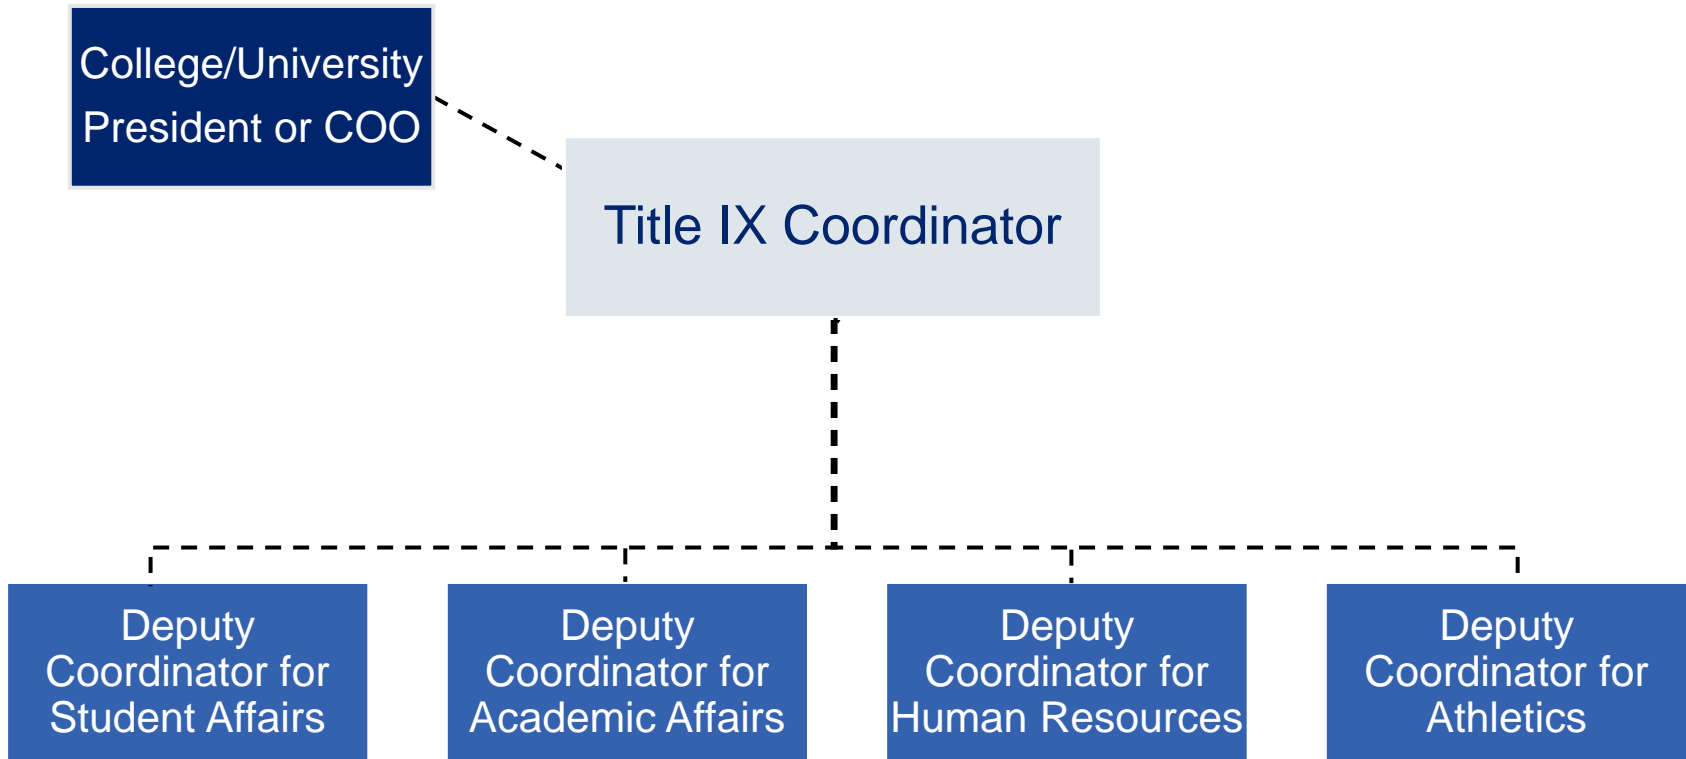 College/University
President or COO
Title IX Coordinator
Deputy
Coordinator for
Student Affairs
Deputy
Coordinator for
Academic Affairs
Deputy
Coordinator for
Human Resources
Deputy
Coordinator for
Athletics